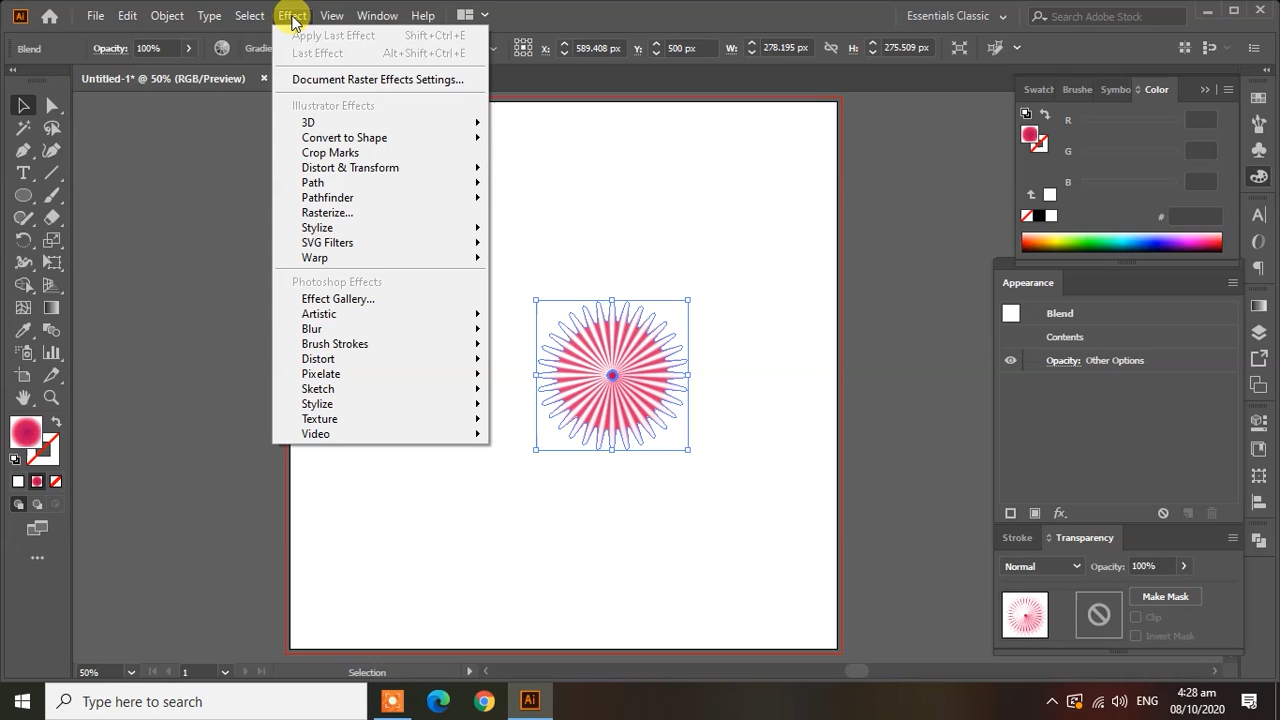 Ai File Edit Object Type Select Effect View Window Help Essentials Classic Search Adobe Stock
Blend Opacity: 100% X: 589.408 px Y: 500 px W: 278.195 px H: 275.509 px
Untitled-1* @ 50% (RGB/Preview)
Apply Last Effect Shift+Ctrl+E
Last Effect Alt+Shift+Ctrl+E
Document Raster Effects Settings...
Illustrator Effects
3D
Convert to Shape
Crop Marks
Distort & Transform
Path
Pathfinder
Rasterize...
Stylize
SVG Filters
Warp
Photoshop Effects
Effect Gallery...
Artistic
Blur
Brush Strokes
Distort
Pixelate
Sketch
Stylize
Texture
Video
Swatch Brushe Symbo Color
R
G
B
#
Appearance
Blend
Contents
Opacity: Other Options
fx
Stroke Transparency
Normal Opacity: 100%
Make Mask
Clip
Invert Mask
50% 1 Selection
Type here to search Ai ENG 4:28 am
08/10/2020